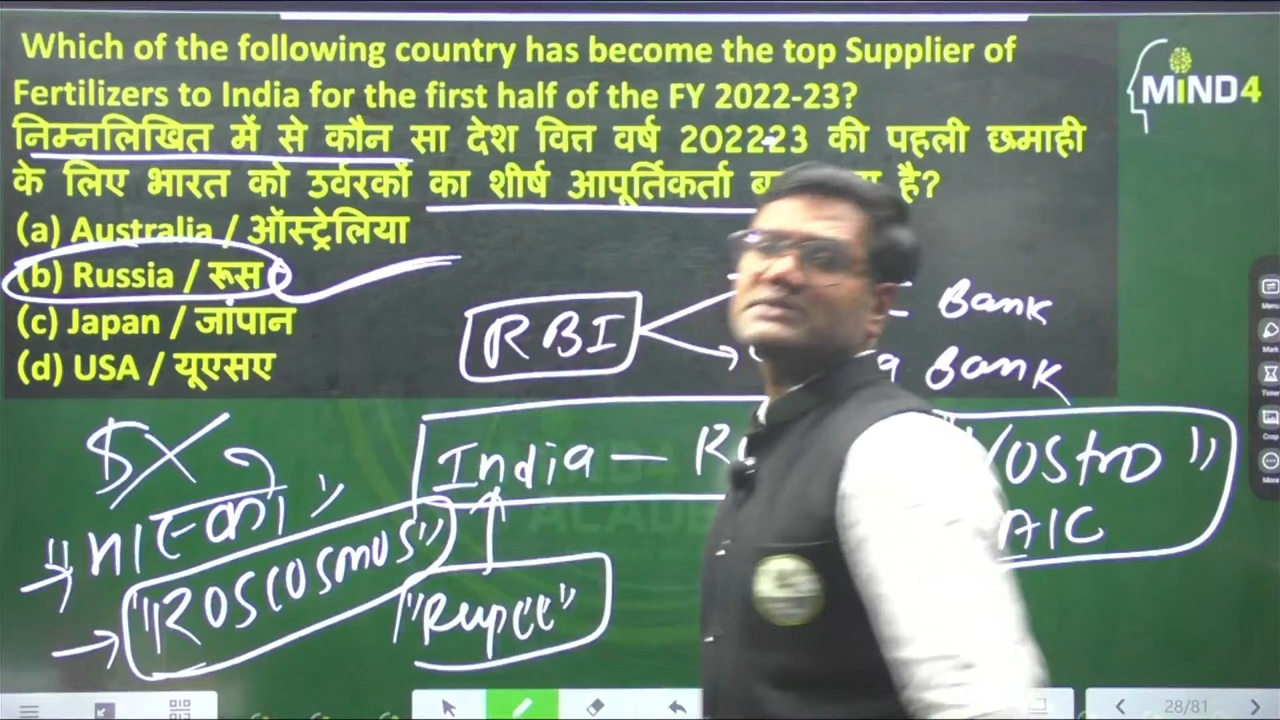 Which of the following country has become the top Supplier of
Fertilizers to India for the first half of the FY 2022-23?
निम्नलिखित में से कौन सा देश वित्त वर्ष 202223 की पहली छमाही
के लिए भारत को उर्वरकों का शीर्ष आपूर्तिकर्ता है?
(a) Australia / ऑस्ट्रेलिया
(b) Russia / रूस
(c) Japan / जापान
(d) USA / यूएसए
MiND4
RBI
Bank
Bank
$
India —
"मास्को"
"ROSCOSMOS"
"Rupee"
28/81